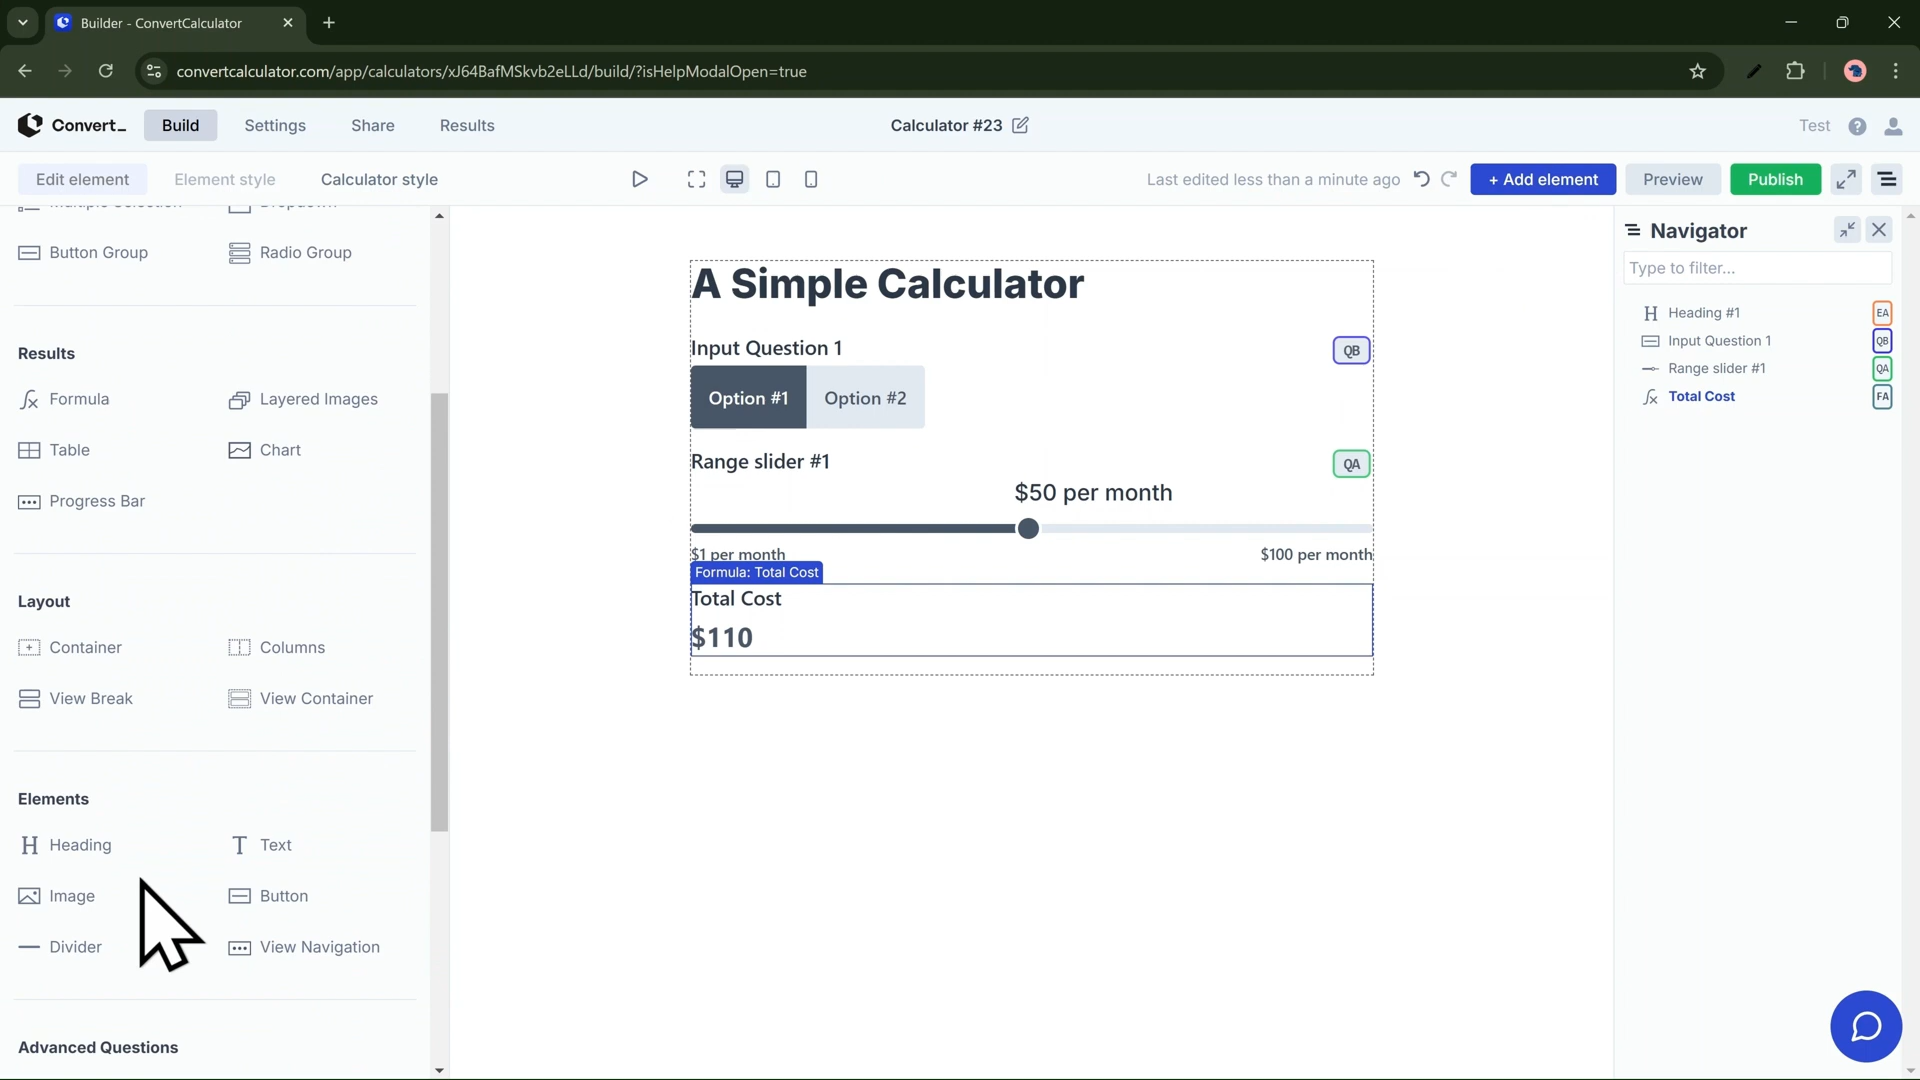 Builder - ConvertCalculator
convertcalculator.com/app/calculators/xJ64BafMSkvb2eLLd/build/?isHelpModalOpen=true
Convert_
Build
Settings
Share
Results
Calculator #23
Test
Edit element
Element style
Calculator style
Last edited less than a minute ago
+ Add element
Preview
Publish
Multiple Selection
Dropdown
Button Group
Radio Group
Results
Formula
Layered Images
Table
Chart
Progress Bar
Layout
Container
Columns
View Break
View Container
Elements
H Heading
T Text
Image
Button
Divider
View Navigation
Advanced Questions
A Simple Calculator
Input Question 1
QB
Option #1
Option #2
Range slider #1
QA
$50 per month
$1 per month
$100 per month
Formula: Total Cost
Total Cost
$110
Navigator
Type to filter...
H Heading #1 EA
Input Question 1 QB
Range slider #1 QA
Total Cost FA